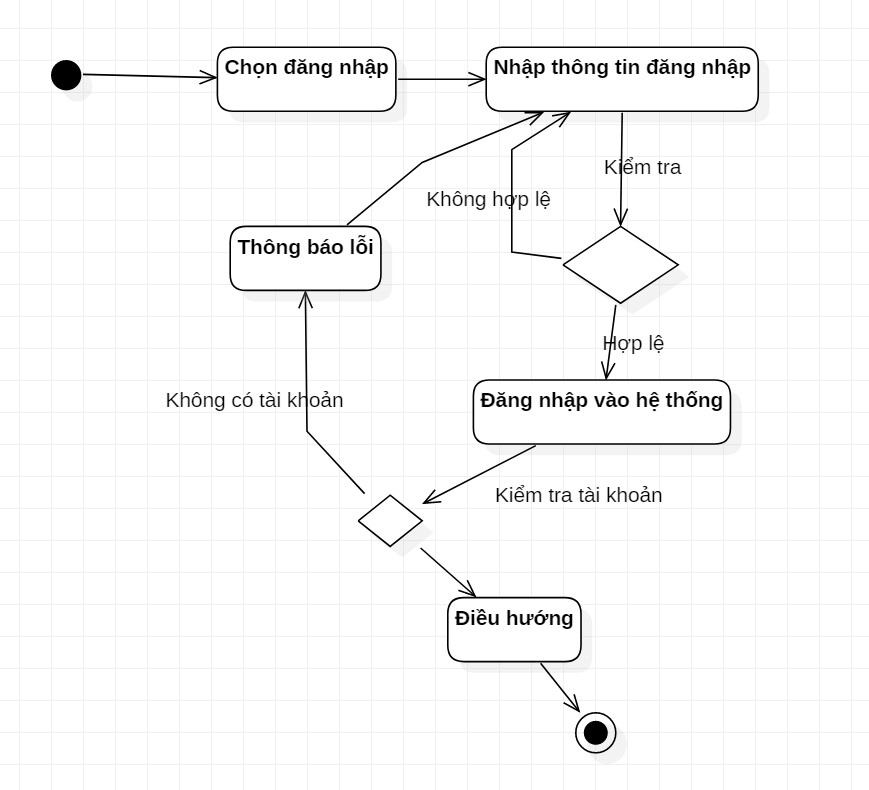 Chọn đăng nhập
Nhập thông tin đăng nhập
Kiểm tra
Không hợp lệ
Thông báo lỗi
Hợp lệ
Không có tài khoản
Đăng nhập vào hệ thống
Kiểm tra tài khoản
Điều hướng